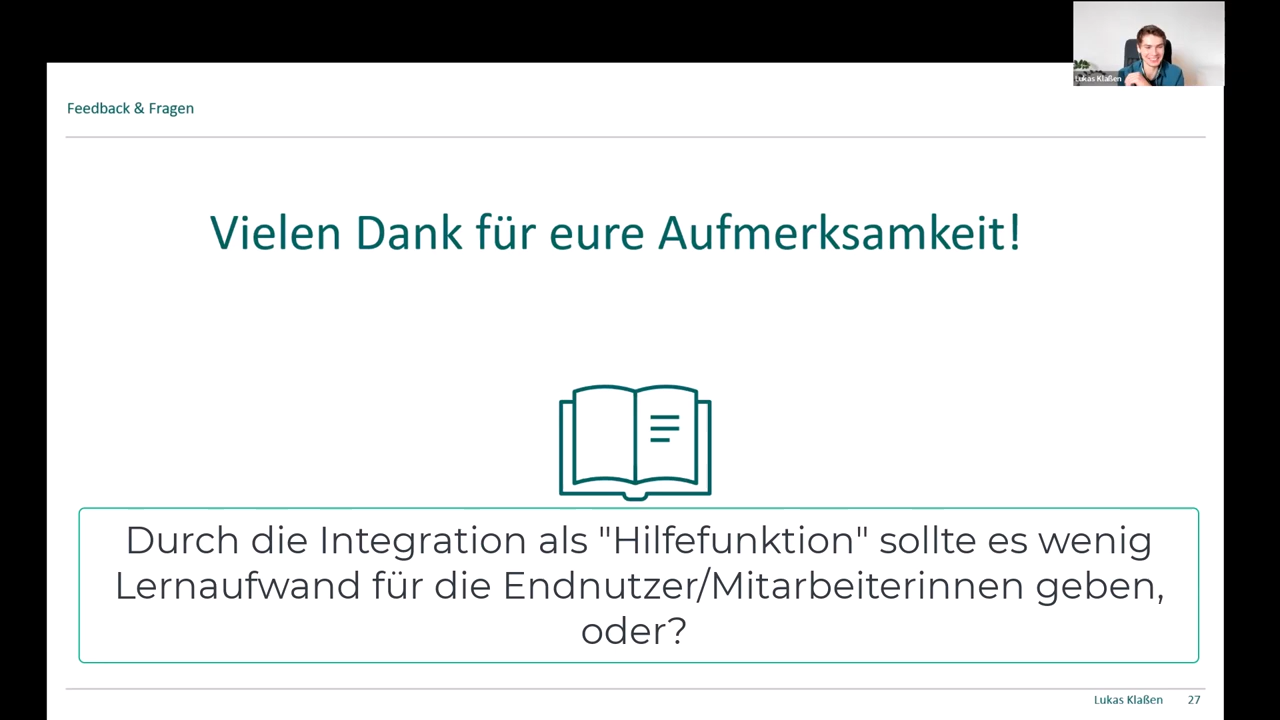 Lukas Klaßen
Feedback & Fragen
Vielen Dank für eure Aufmerksamkeit!
Durch die Integration als "Hilfefunktion" sollte es wenig
Lernaufwand für die Endnutzer/Mitarbeiterinnen geben,
oder?
Lukas Klaßen 27